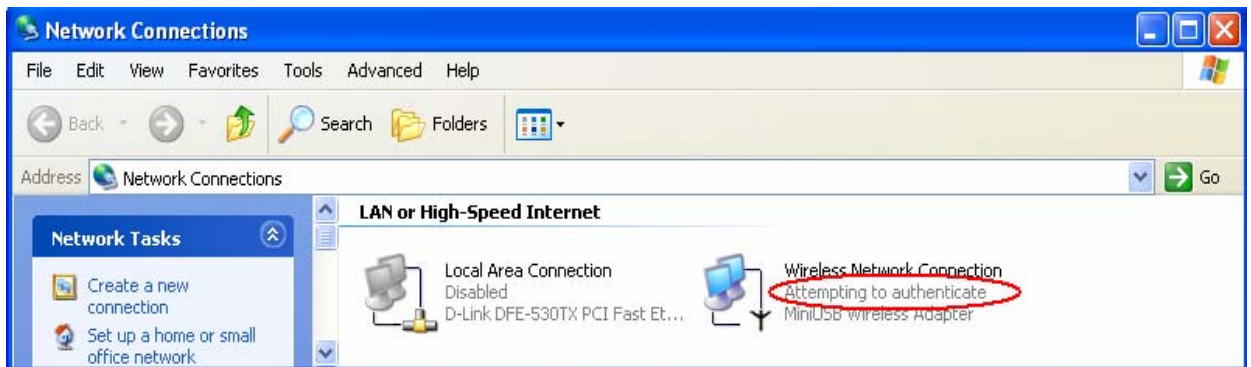 Network Connections
File Edit View Favorites Tools Advanced Help
Back Search Folders
Address Network Connections Go
Network Tasks
Create a new
connection
Set up a home or small
office network
LAN or High-Speed Internet
Local Area Connection
Disabled
D-Link DFE-530TX PCI Fast Et...
Wireless Network Connection
Attempting to authenticate
MiniUSB Wireless Adapter